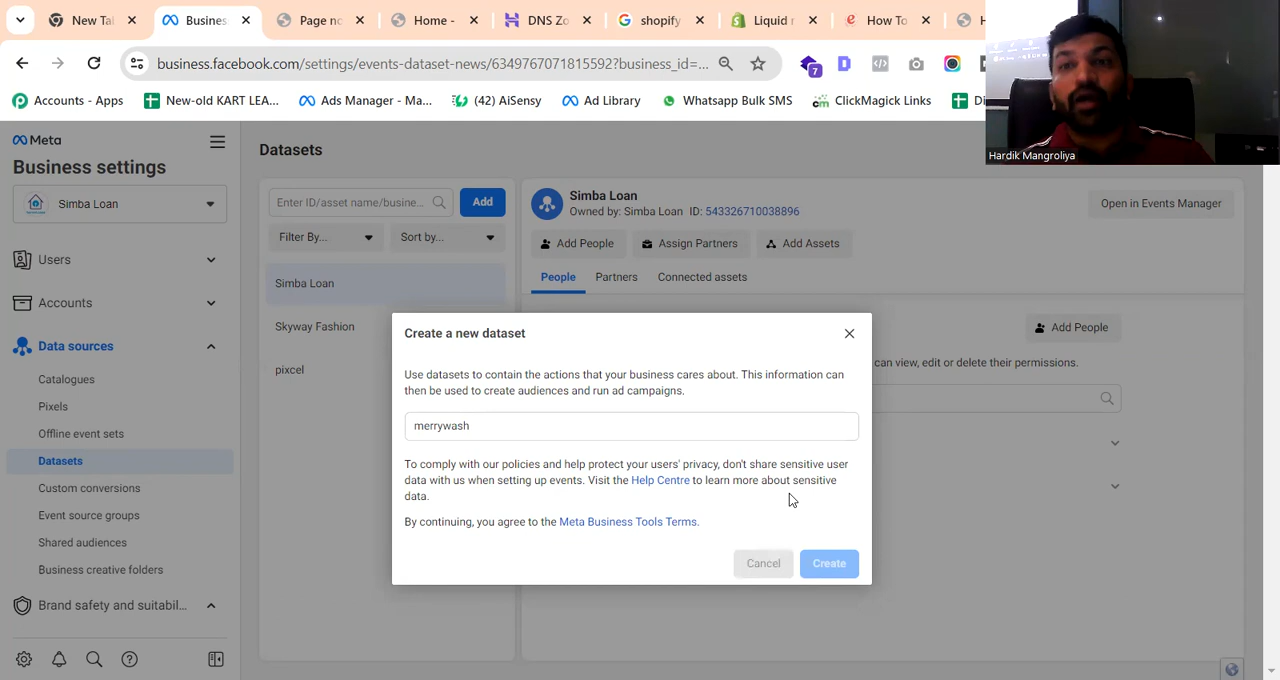 New Tal
Busines
Page no
Home -
DNS Zo
shopify
Liquid r
How To
business.facebook.com/settings/events-dataset-news/634976707181559​2?business_id=...
7
Accounts - Apps
New-old KART LEA...
Ads Manager - Ma...
(42) AiSensy
Ad Library
Whatsapp Bulk SMS
ClickMagick Links
Hardik Mangroliya
Meta
Business settings
Simba Loan
Users
Accounts
Data sources
Catalogues
Pixels
Offline event sets
Datasets
Custom conversions
Event source groups
Shared audiences
Business creative folders
Brand safety and suitabil...
Datasets
Enter ID/asset name/busine...
Add
Filter By...
Sort by...
Simba Loan
Skyway Fashion
pixcel
Simba Loan
Owned by: Simba Loan ID: 543326710038896
Open in Events Manager
Add People
Assign Partners
Add Assets
People
Partners
Connected assets
Add People
can view, edit or delete their permissions.
Create a new dataset
Use datasets to contain the actions that your business cares about. This information can
then be used to create audiences and run ad campaigns.
merrywash
To comply with our policies and help protect your users' privacy, don't share sensitive user
data with us when setting up events. Visit the Help Centre to learn more about sensitive
data.
By continuing, you agree to the Meta Business Tools Terms.
Cancel
Create